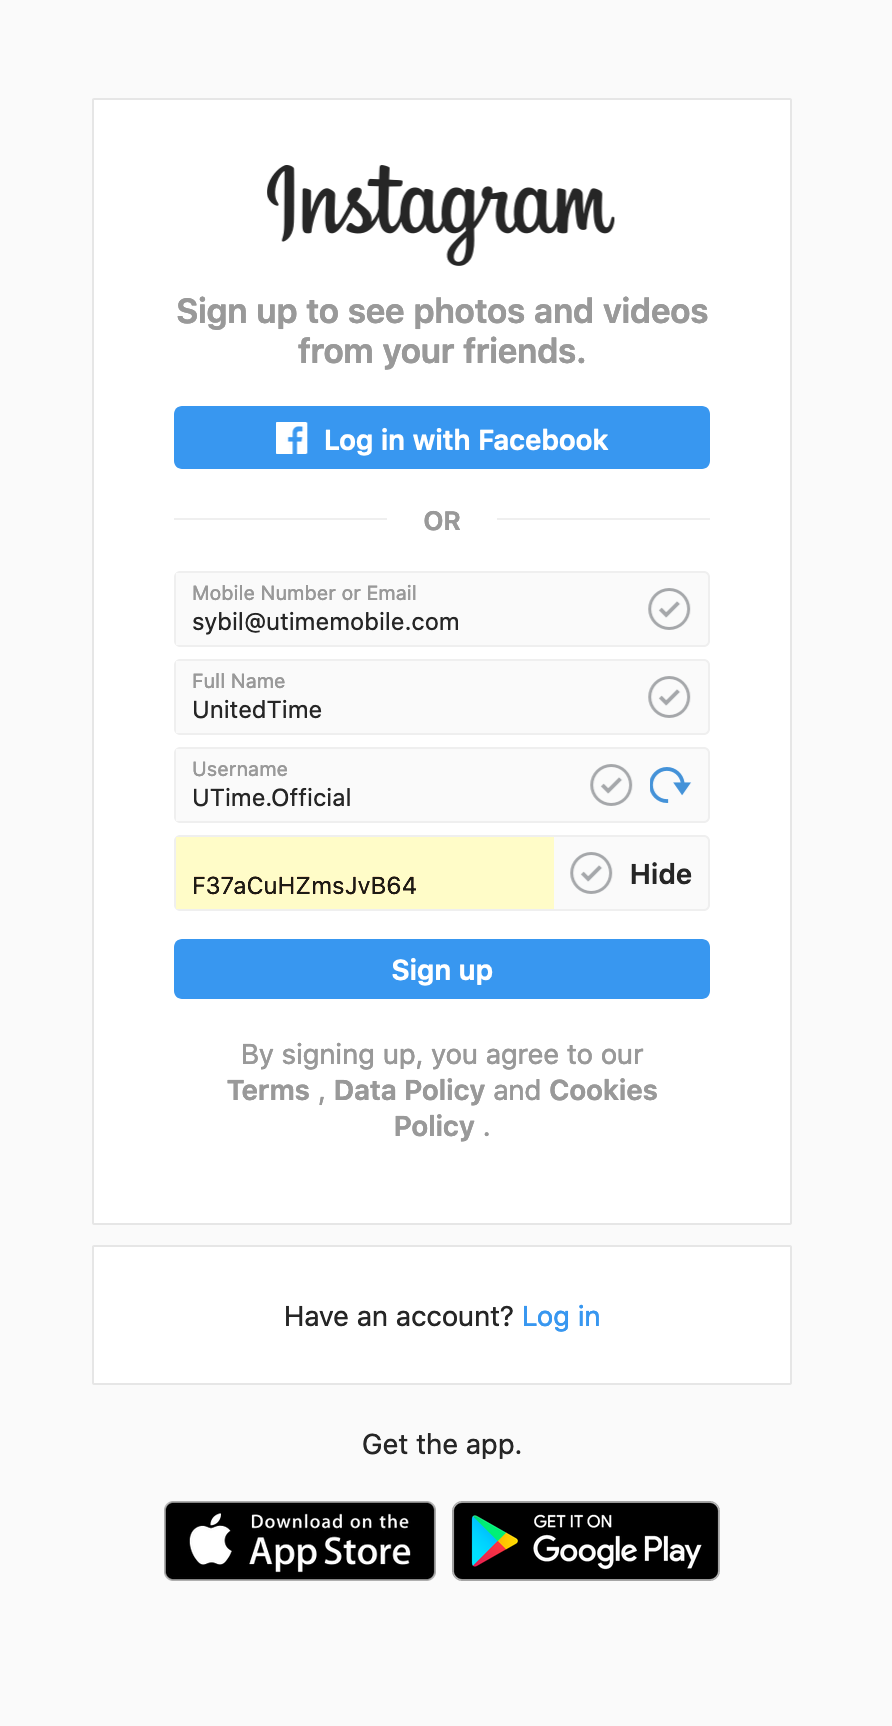 Instagram
Sign up to see photos and videos
from your friends.
Log in with Facebook
OR
Mobile Number or Email
sybil@utimemobile.com
Full Name
UnitedTime
Username
UTime.Official
F37aCuHZmsJvB64
Hide
Sign up
By signing up, you agree to our
Terms , Data Policy and Cookies
Policy .
Have an account? Log in
Get the app.
Download on the
App Store
GET IT ON
Google Play